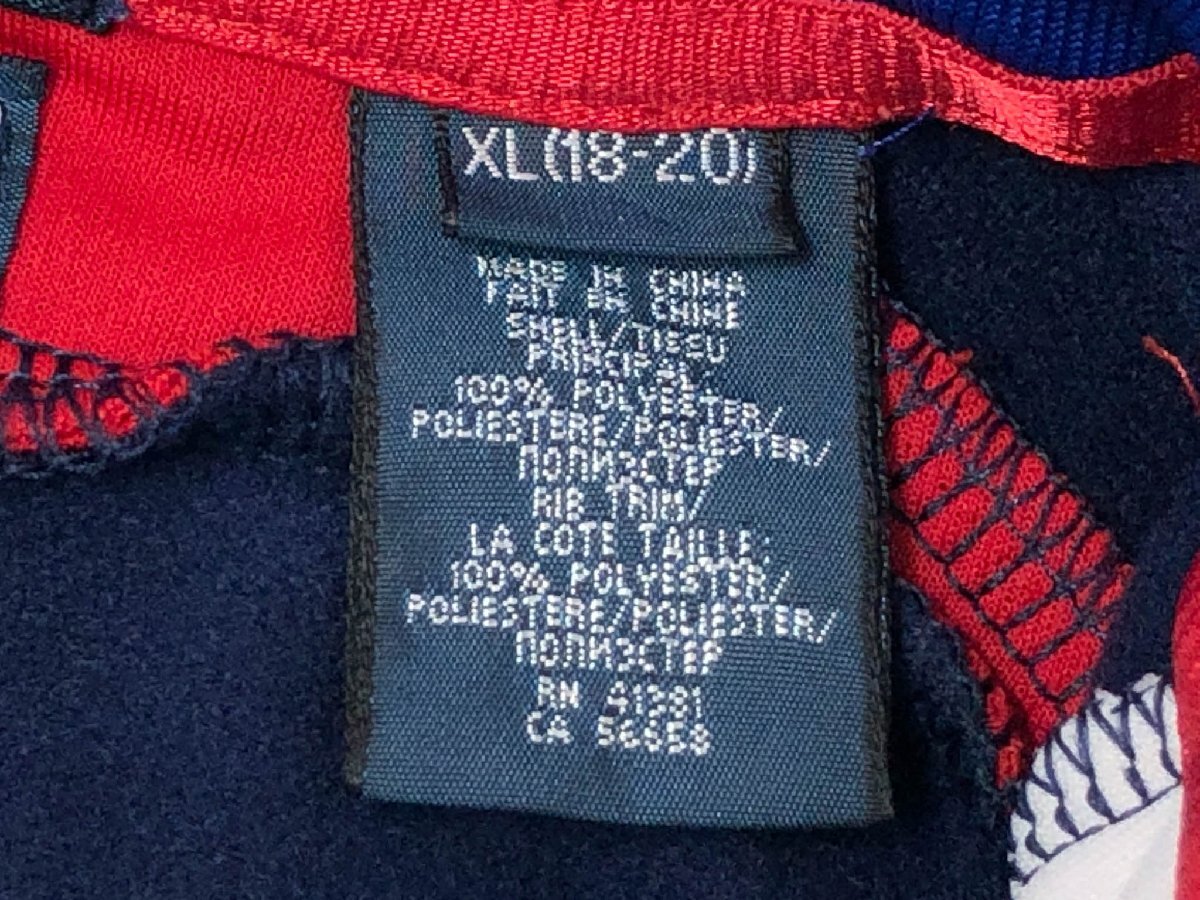 XL(18-20)
MADE IN CHINA
FAIT EN CHINE
SHELL/TISSU
PRINCIPAL
100% POLYESTER/
POLIESTERE/POLIESTER/
ПОЛИЭСТЕР
RIB TRIM/
LA COTE TAILLE:
100% POLYESTER/
POLIESTERE/POLIESTER/
ПОЛИЭСТЕР
RN 41381
CA 56858